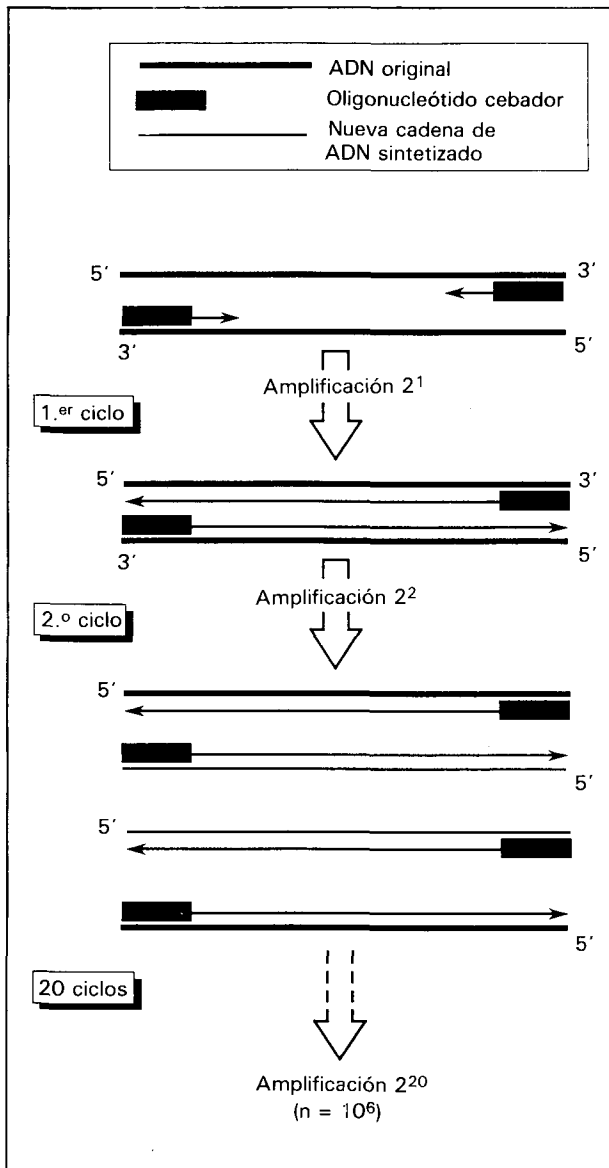 ADN original
Oligonucleótido cebador
Nueva cadena de
ADN sintetizado
5′ 3′
3′ 5′
Amplificación 2¹
1.er ciclo
5′ 3′
3′ 5′
Amplificación 2²
2.º ciclo
5′
5′
5′
5′
20 ciclos
Amplificación 2²⁰
(n = 10⁶)